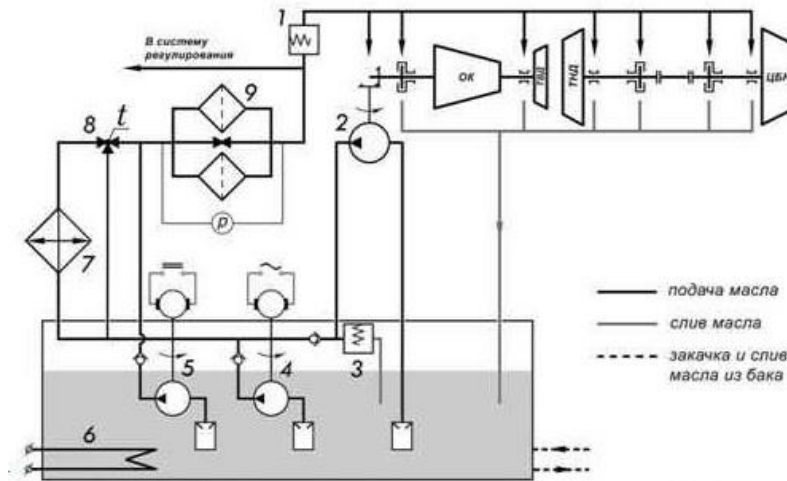 1
В систему
регулирования
ОК
ТВД
ТНД
ЦБН
9
2
8
t
p
7
5
4
3
6
подача масла
слив масла
закачка и слив
масла из бака